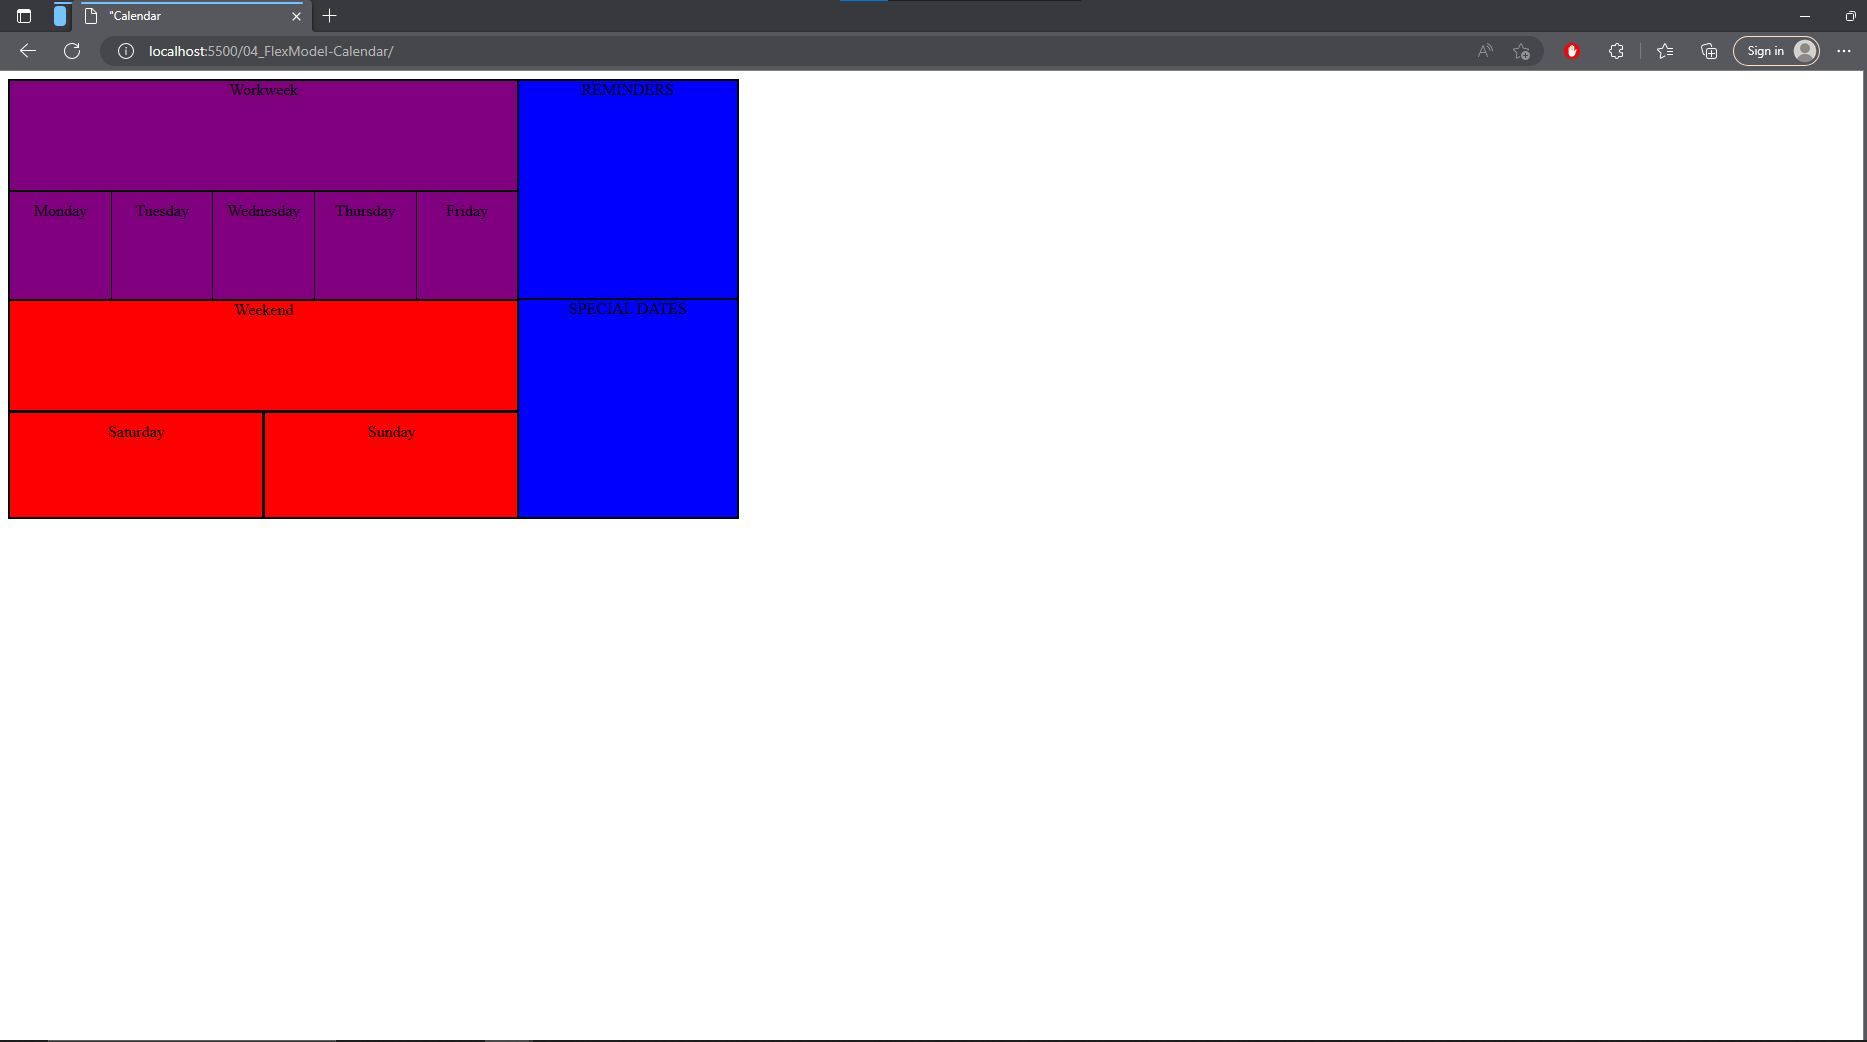 "Calendar
localhost:5500/04_FlexModel-Calendar/
Sign in
Workweek
REMINDERS
Monday Tuesday Wednesday Thursday Friday
Weekend
SPECIAL DATES
Saturday Sunday